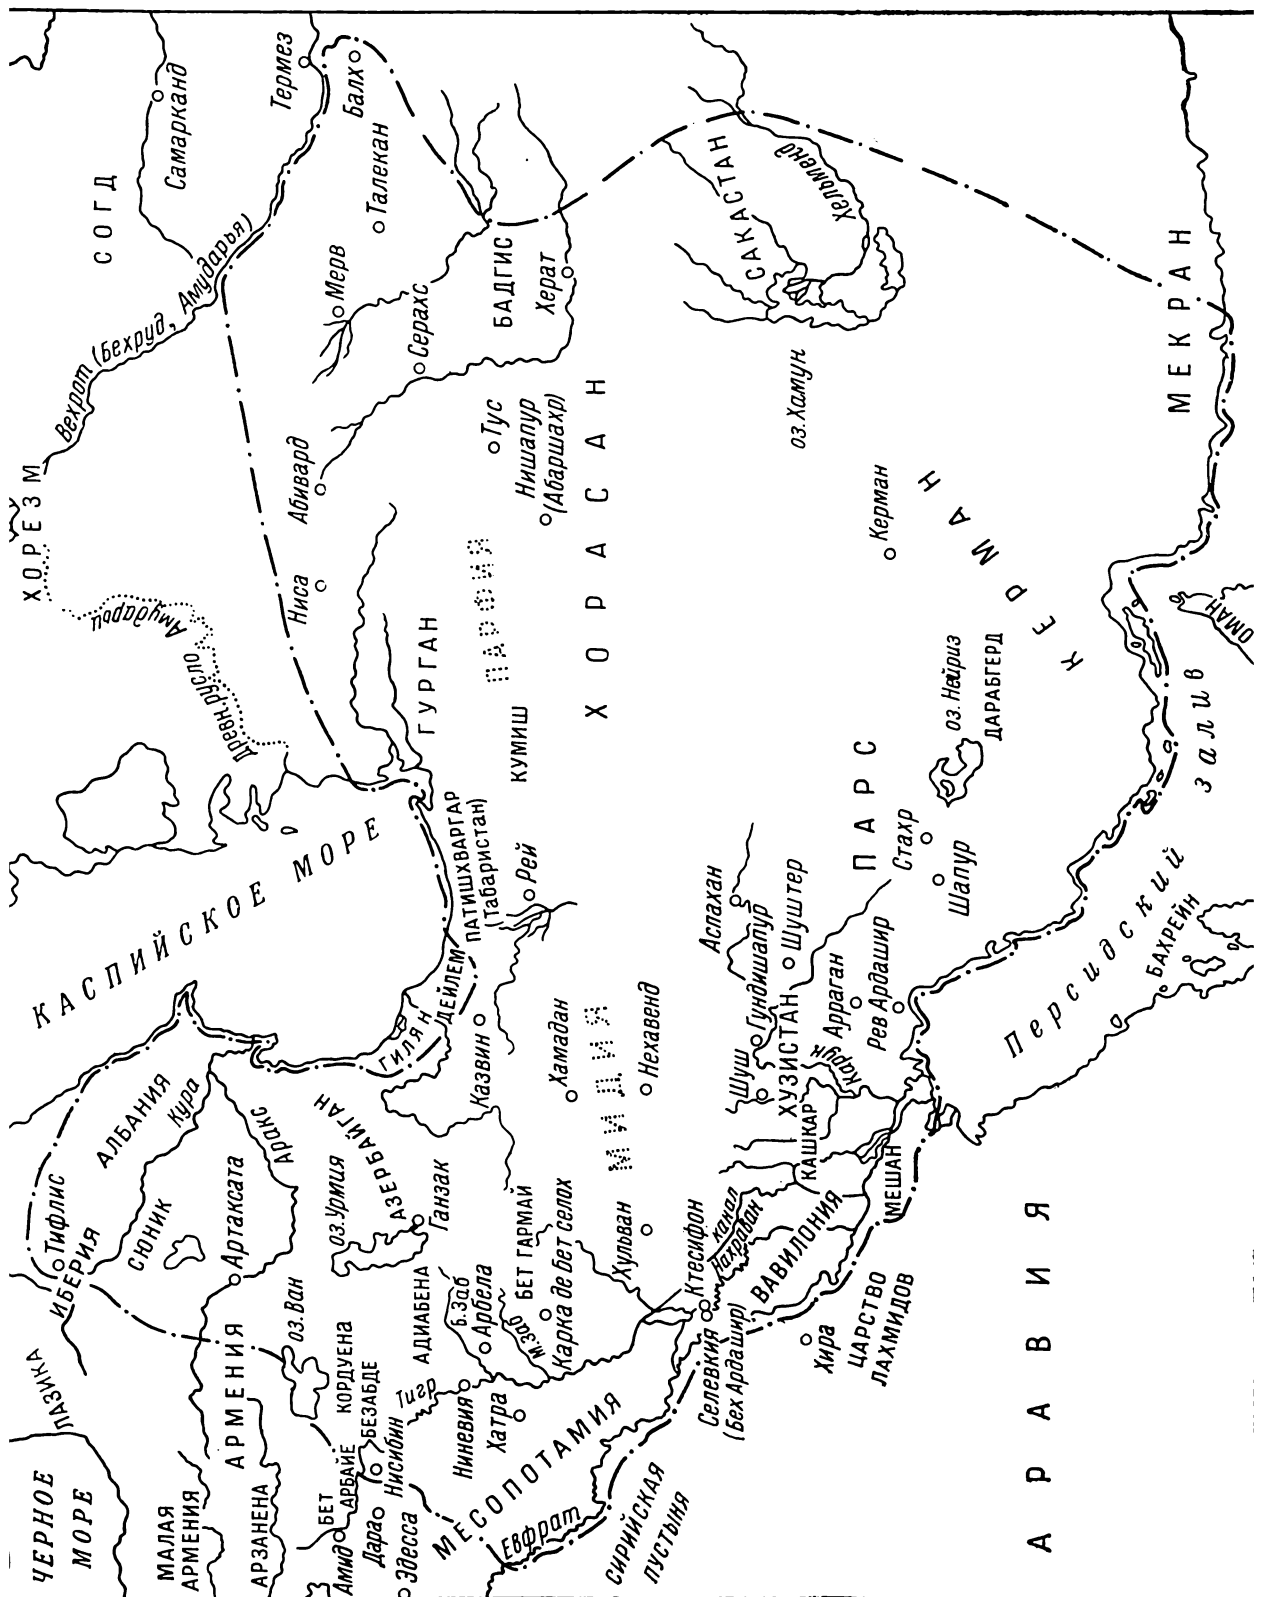 ЧЕРНОЕ
МОРЕ
ЛАЗИКА
ИБЕРИЯ
Тифлис
АЛБАНИЯ
Кура
СЮНИК
Аракс
Артаксата
МАЛАЯ
АРМЕНИЯ
АРМЕНИЯ
АРЗАНЕНА
оз. Ван
оз. Урмия
АЗЕРБАЙГАН
Ганзак
КОРДУЕНА
БЕЗАБДЕ
БЕТ
АРБАЙЕ
Амид
Дара
Нисибин
Эдесса
Тигр
АДИАБЕНА
Б. Заб
Арбела
м. Заб
БЕТ ГАРМАЙ
Карка де бет селох
Ниневия
Хатра
МЕСОПОТАМИЯ
Евфрат
СИРИЙСКАЯ
ПУСТЫНЯ
КАСПИЙСКОЕ МОРЕ
ГИЛЯН
ДЕЙЛЕМ
ПАТИШХВАРГАР
(Табаристан)
Казвин
Рей
Хамадан
МИДИЯ
Нехавенд
Хульван
Ктесифон
Селевкия
(Бех Ардашир)
канал
Нахраван
ВАВИЛОНИЯ
Хира
ЦАРСТВО
ЛАХМИДОВ
МЕШАН
КАШКАР
ХУЗИСТАН
Карун
Шуш
Гундишапур
Шуштер
Аспахан
Арраган
Рев Ардашир
ПАРС
Стахр
Шапур
оз. Нейриз
ДАРАБГЕРД
Персидский
залив
БАХРЕЙН
ОМАН
АРАВИЯ
ХОРЕЗМ
Древн. русло
Амударьи
Вехрот (Бехруд, Амударья)
СОГД
Самарканд
Термез
Балх
Талекан
Мерв
Серахс
БАДГИС
Херат
Абивард
Ниса
Тус
Нишапур
(Абаршахр)
ГУРГАН
ПАРФИЯ
КУМИШ
ХОРАСАН
САКАСТАН
Хельменд
оз. Хамун
Керман
КЕРМАН
МЕКРАН